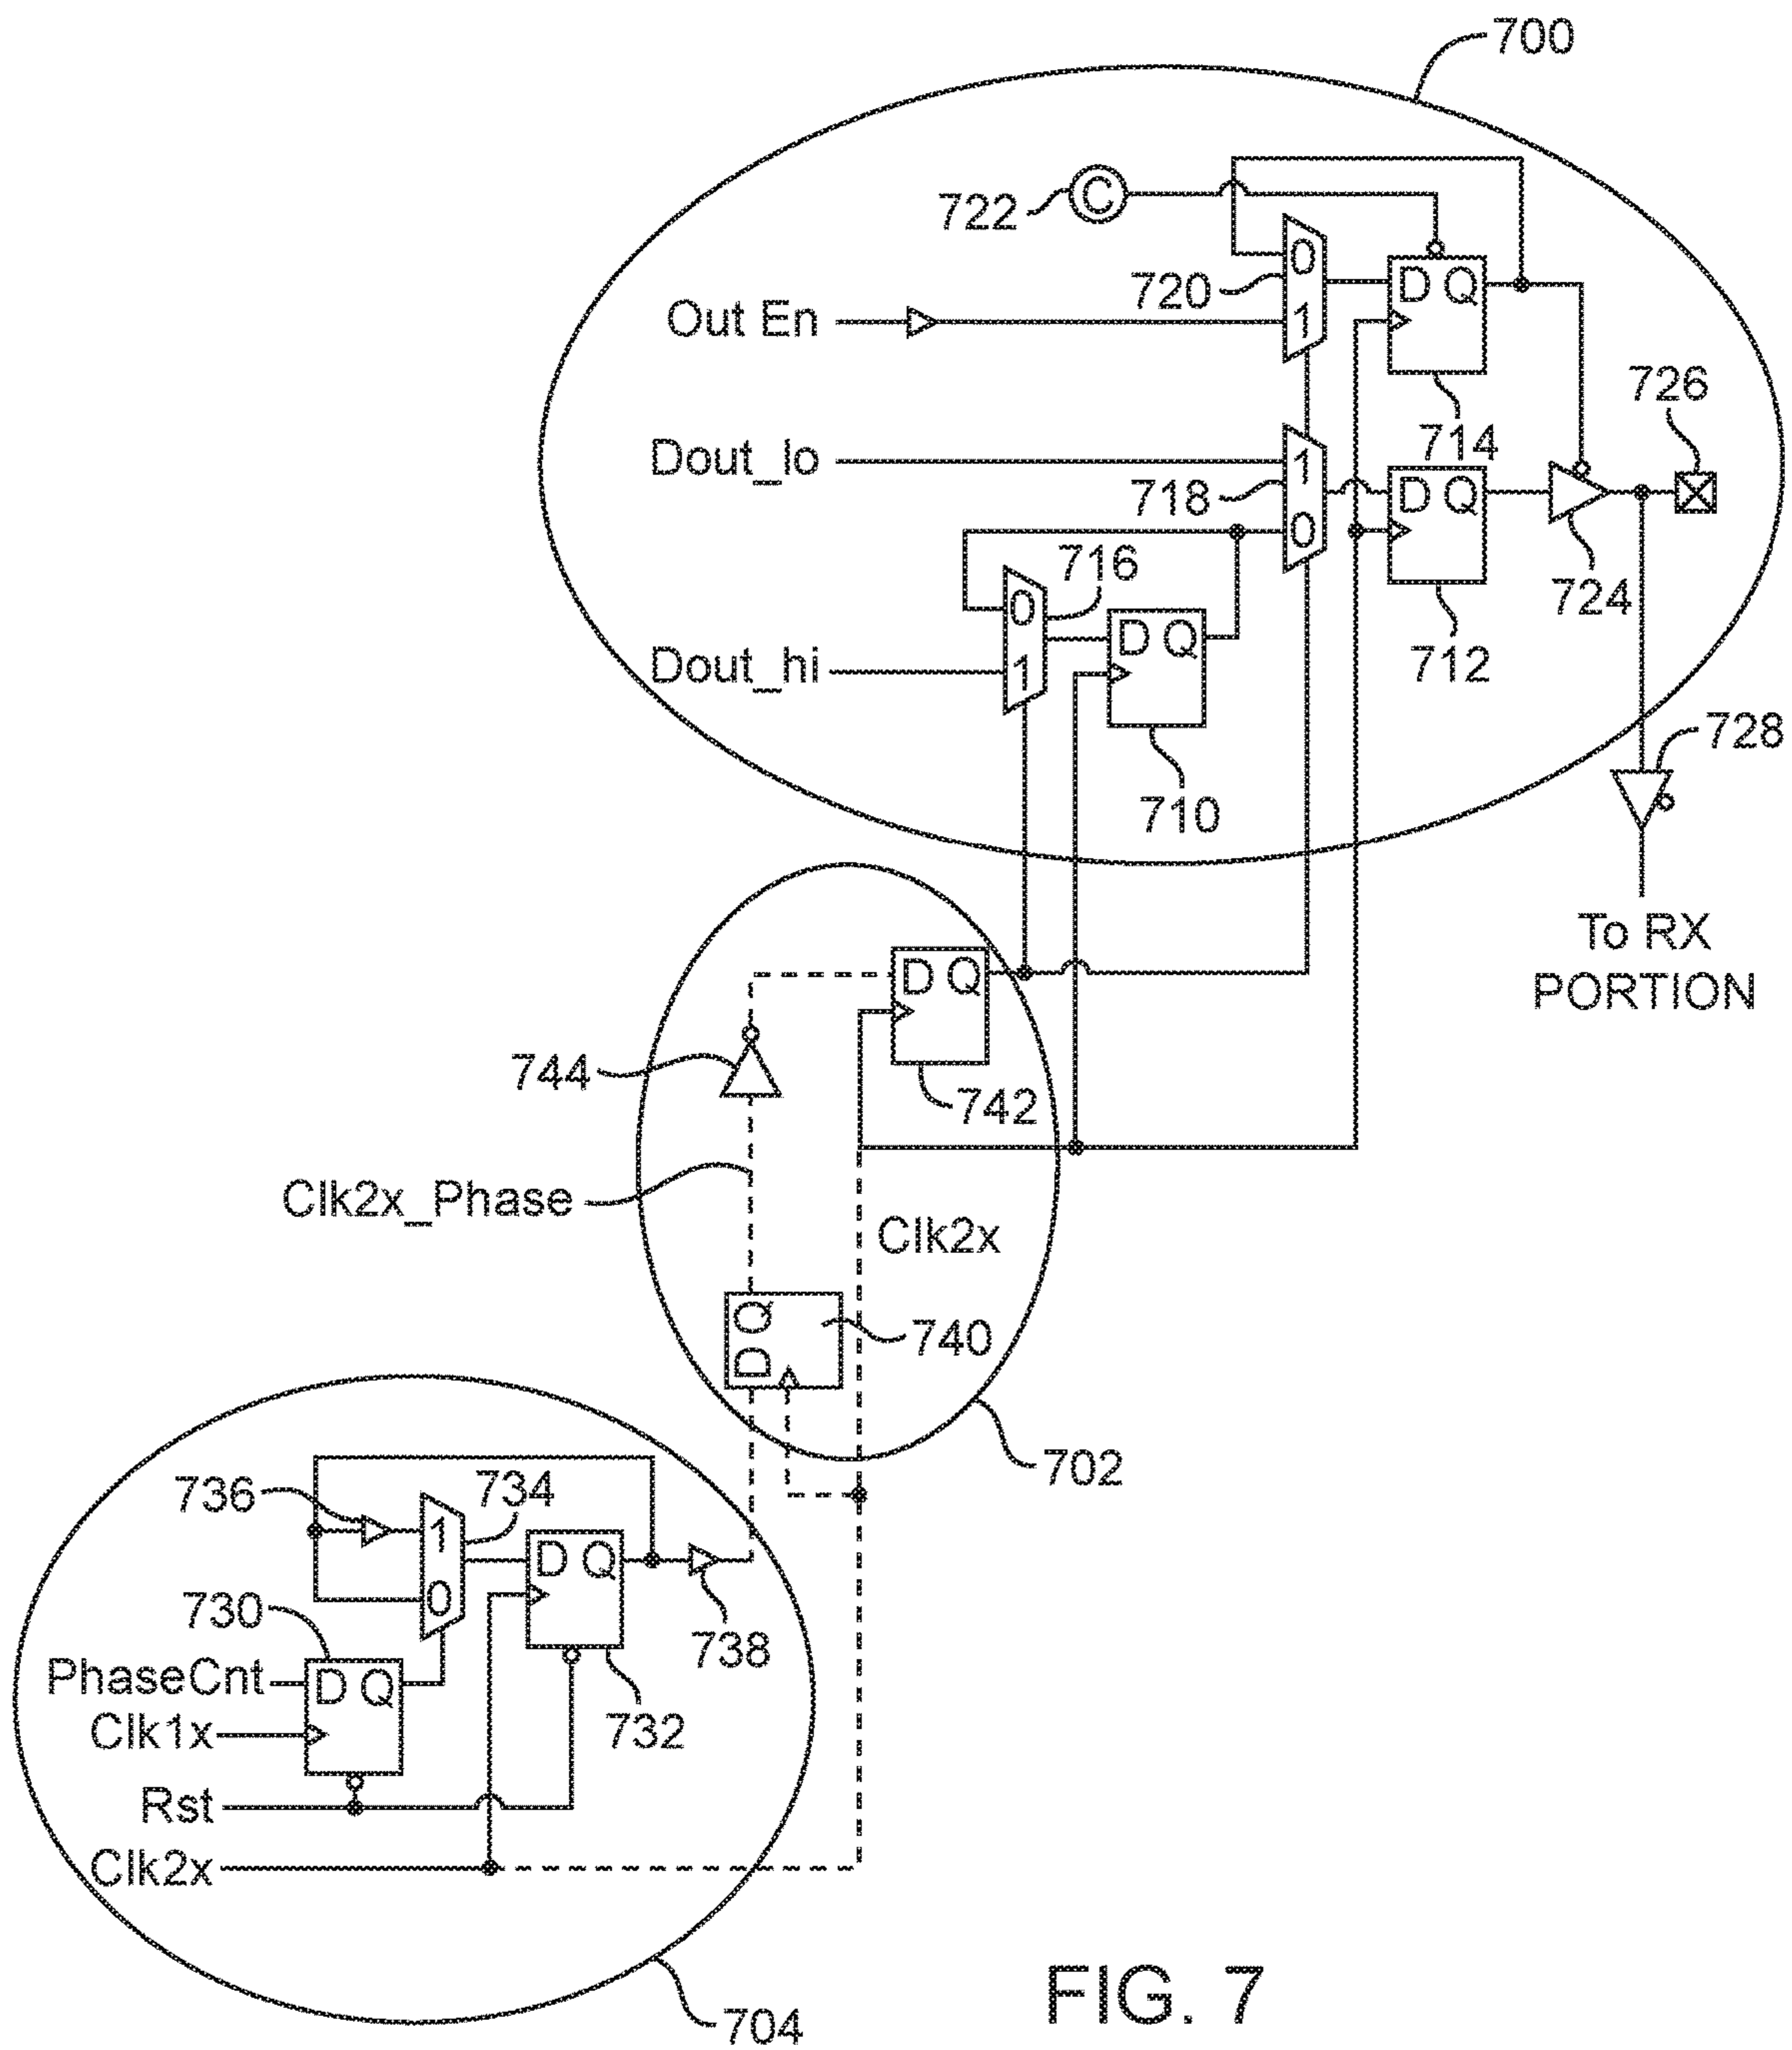 700
722
C
0
720
1
D Q
Out En
726
714
Dout_lo
1
718
0
D Q
716
724
0
1
D Q
712
Dout_hi
728
710
To RX
PORTION
D Q
744
742
Clk2x_Phase
Clk2x
D Q
740
702
736
734
1
D Q
0
730
738
PhaseCnt
D Q
732
Clk1x
Rst
Clk2x
FIG. 7
704